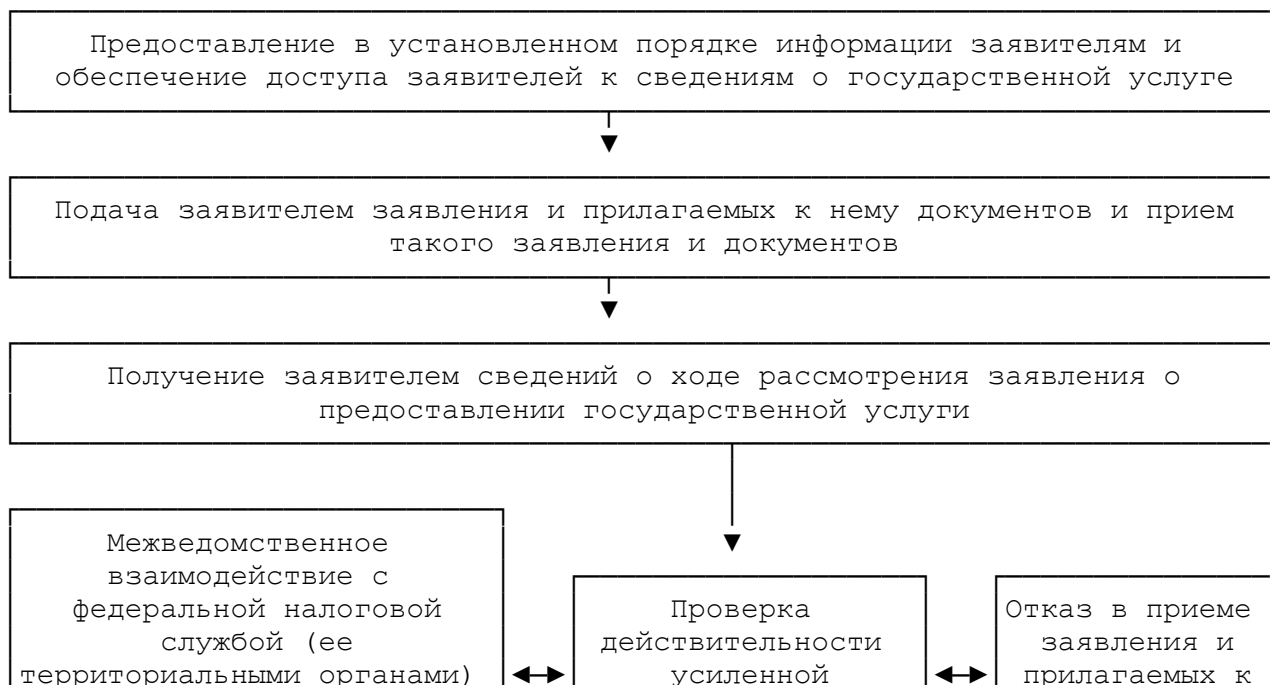 Предоставление в установленном порядке информации заявителям и
обеспечение доступа заявителей к сведениям о государственной услуге
Подача заявителем заявления и прилагаемых к нему документов и прием
такого заявления и документов
Получение заявителем сведений о ходе рассмотрения заявления о
предоставлении государственной услуги
Межведомственное
взаимодействие с
федеральной налоговой
службой (ее
территориальными органами)
Проверка
действительности
усиленной
Отказ в приеме
заявления и
прилагаемых к